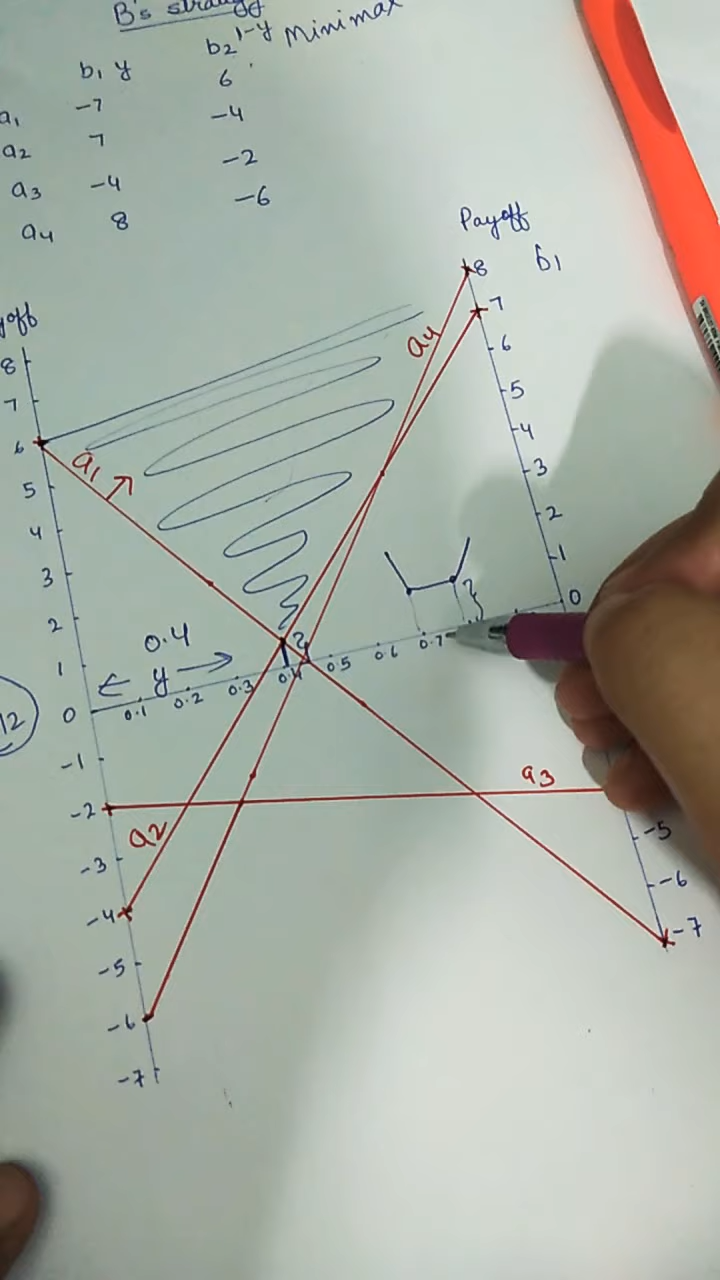 B's
Minimax
b₁ y b₂ 1-y
a₁ -7 6
a₂ 7 -4
a₃ -4 -2
a₄ 8 -6
Payoff
b₁
8
7
6
5
4
3
2
1
0
-5
-6
-7
8
7
6
5
4
3
2
1
0
-1
-2
-3
-4
-5
-6
-7
a₁
a₄
0.4
← y →
0.1 0.2 0.3 0.4 0.5 0.6 0.7
12
a₃
a₂